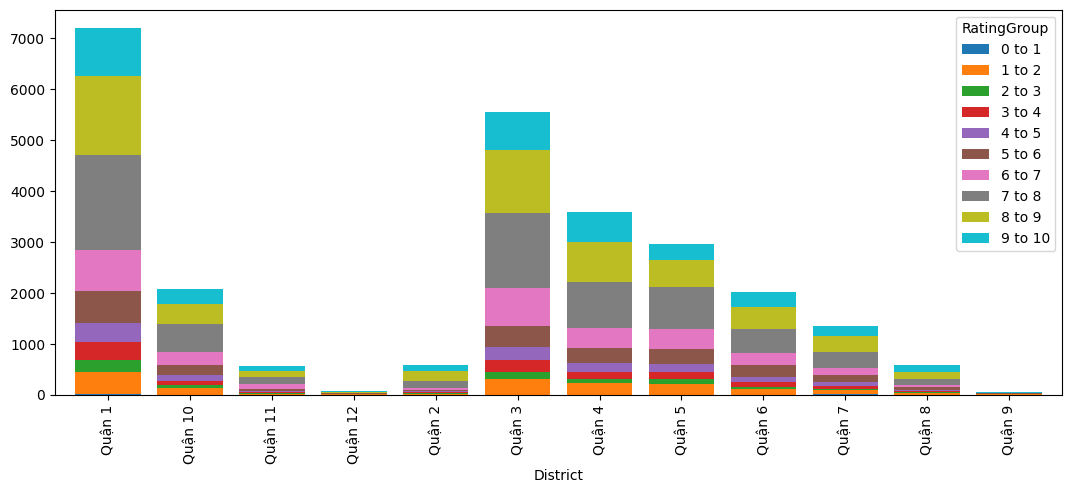 7000
6000
5000
4000
3000
2000
1000
0
RatingGroup
0 to 1
1 to 2
2 to 3
3 to 4
4 to 5
5 to 6
6 to 7
7 to 8
8 to 9
9 to 10
Quận 1
Quận 10
Quận 11
Quận 12
Quận 2
Quận 3
Quận 4
Quận 5
Quận 6
Quận 7
Quận 8
Quận 9
District